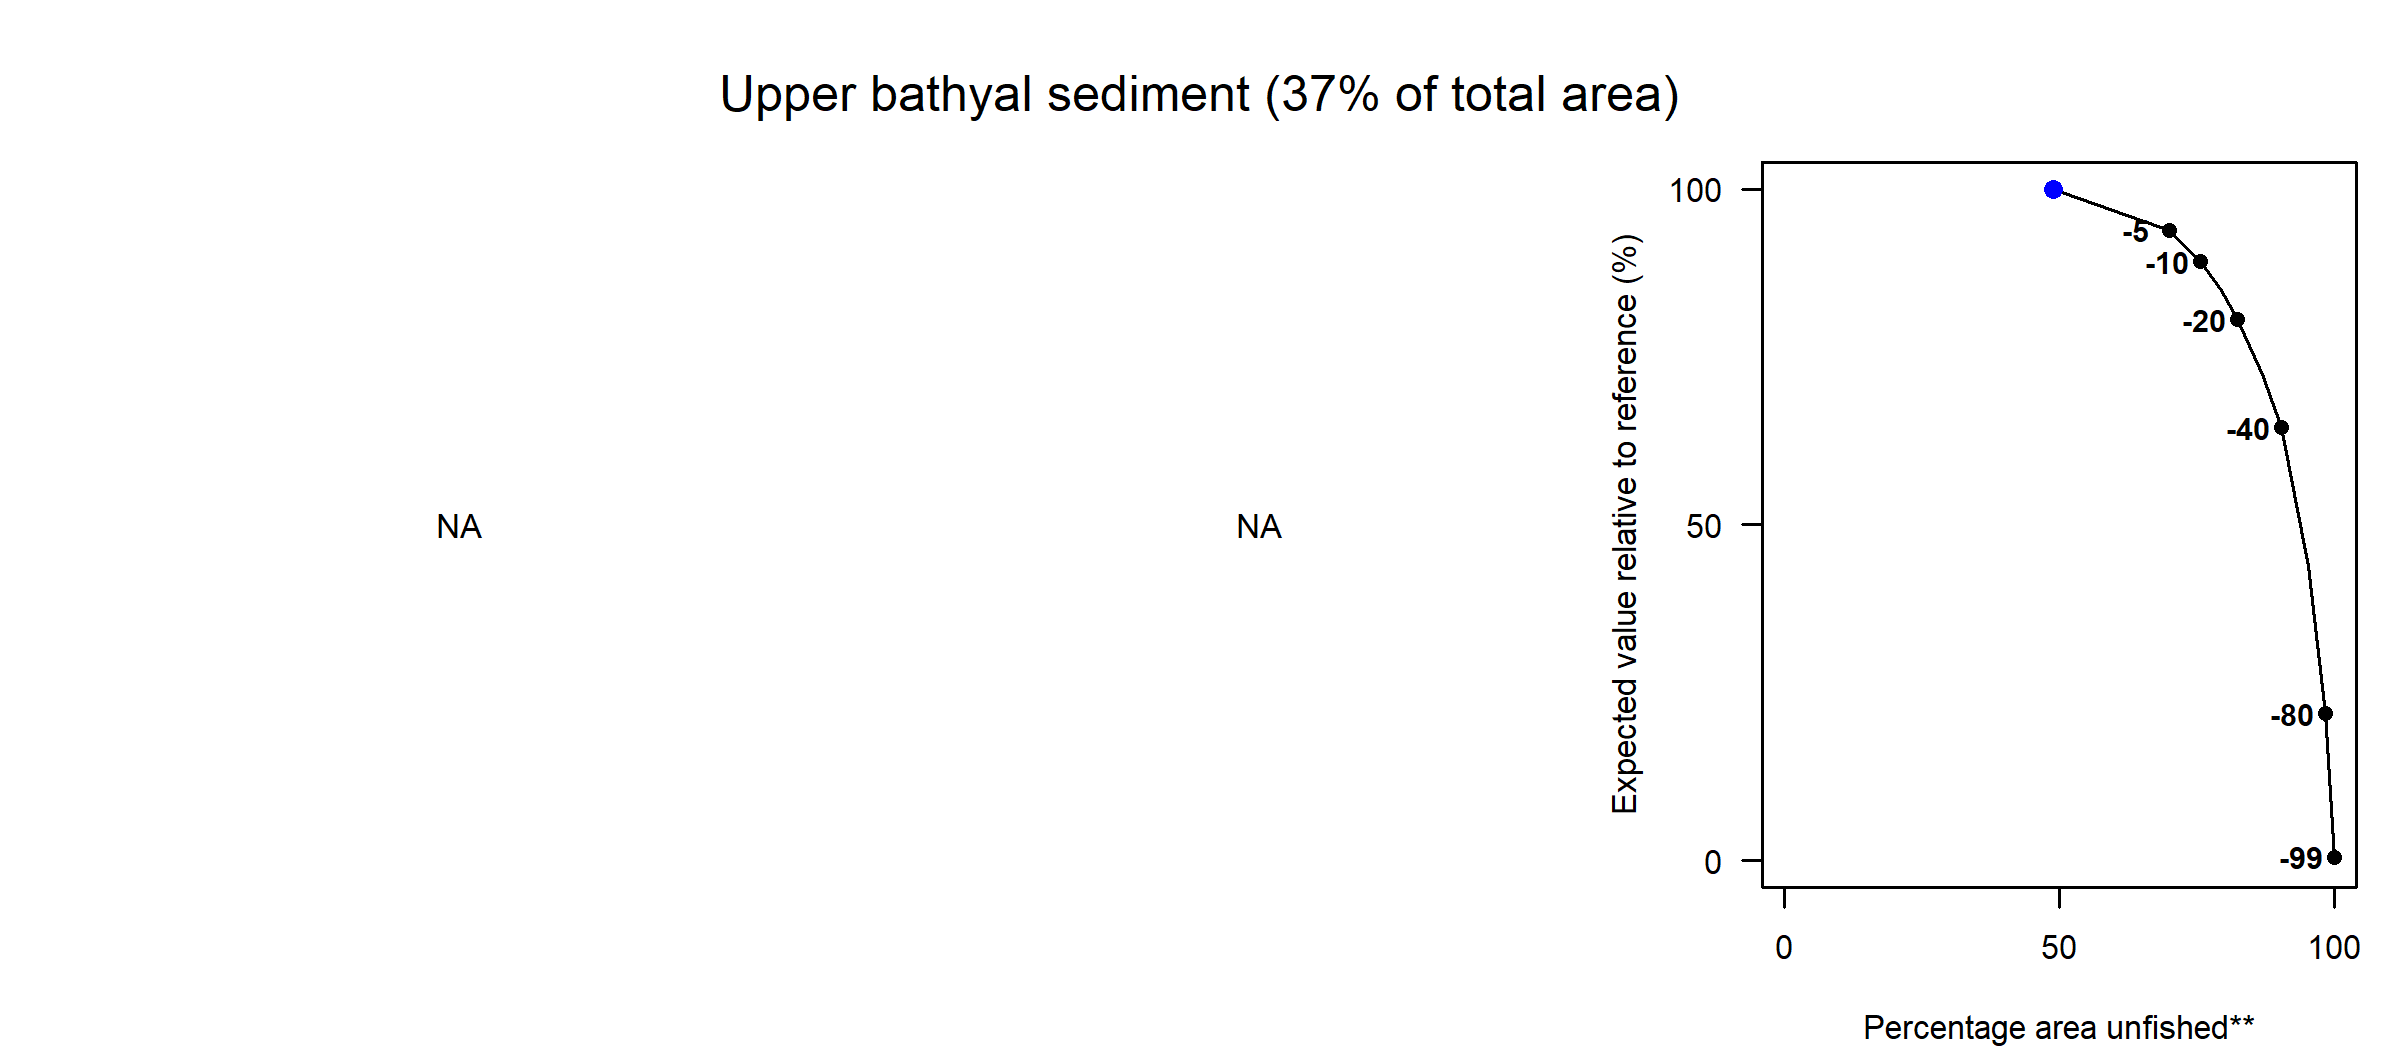 Upper bathyal sediment (37% of total area)
NA
NA
Expected value relative to reference (%)
100
50
0
-5
-10
-20
-40
-80
-99
0
50
100
Percentage area unfished**